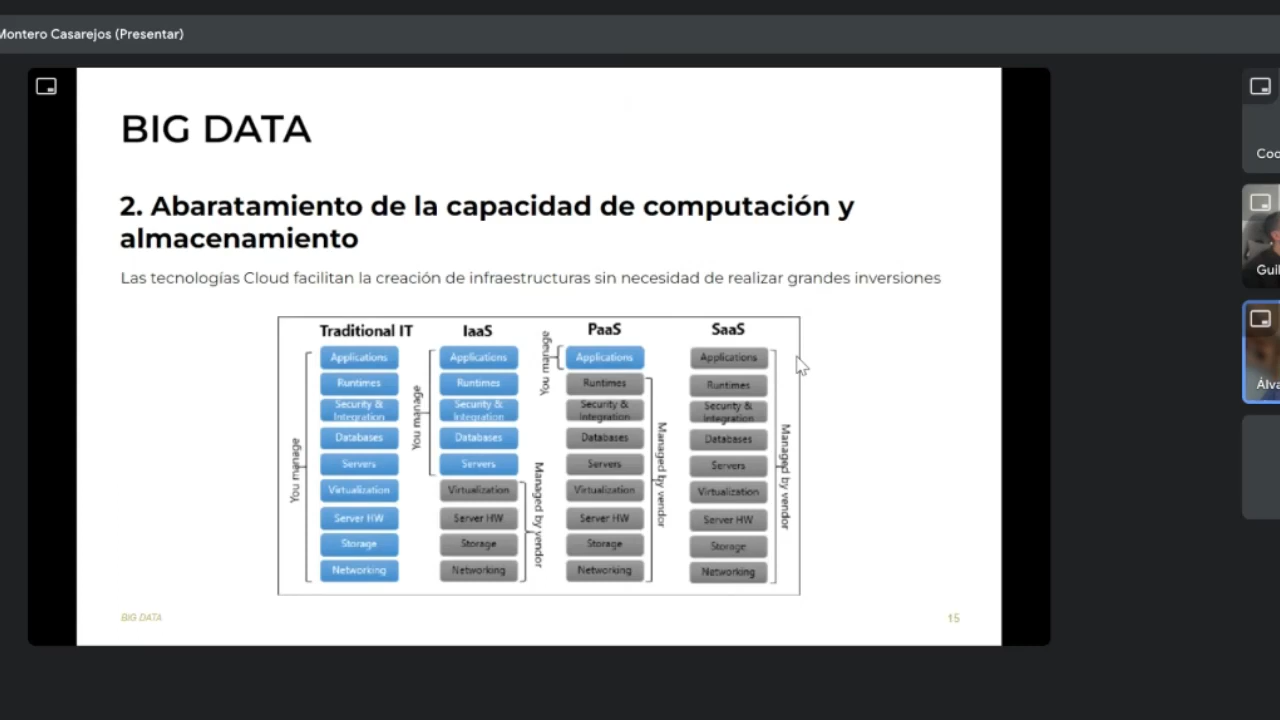 Montero Casarejos (Presentar)
BIG DATA
2. Abaratamiento de la capacidad de computación y
almacenamiento
Las tecnologías Cloud facilitan la creación de infraestructuras sin necesidad de realizar grandes inversiones
Traditional IT
You manage
Applications
Runtimes
Security &
Integration
Databases
Servers
Virtualization
Server HW
Storage
Networking
IaaS
You manage
Applications
Runtimes
Security &
Integration
Databases
Servers
Virtualization
Server HW
Storage
Networking
Managed by vendor
PaaS
You manage
Applications
Runtimes
Security &
Integration
Databases
Servers
Virtualization
Server HW
Storage
Networking
Managed by vendor
SaaS
Applications
Runtimes
Security &
Integration
Databases
Servers
Virtualization
Server HW
Storage
Networking
Managed by vendor
BIG DATA
15